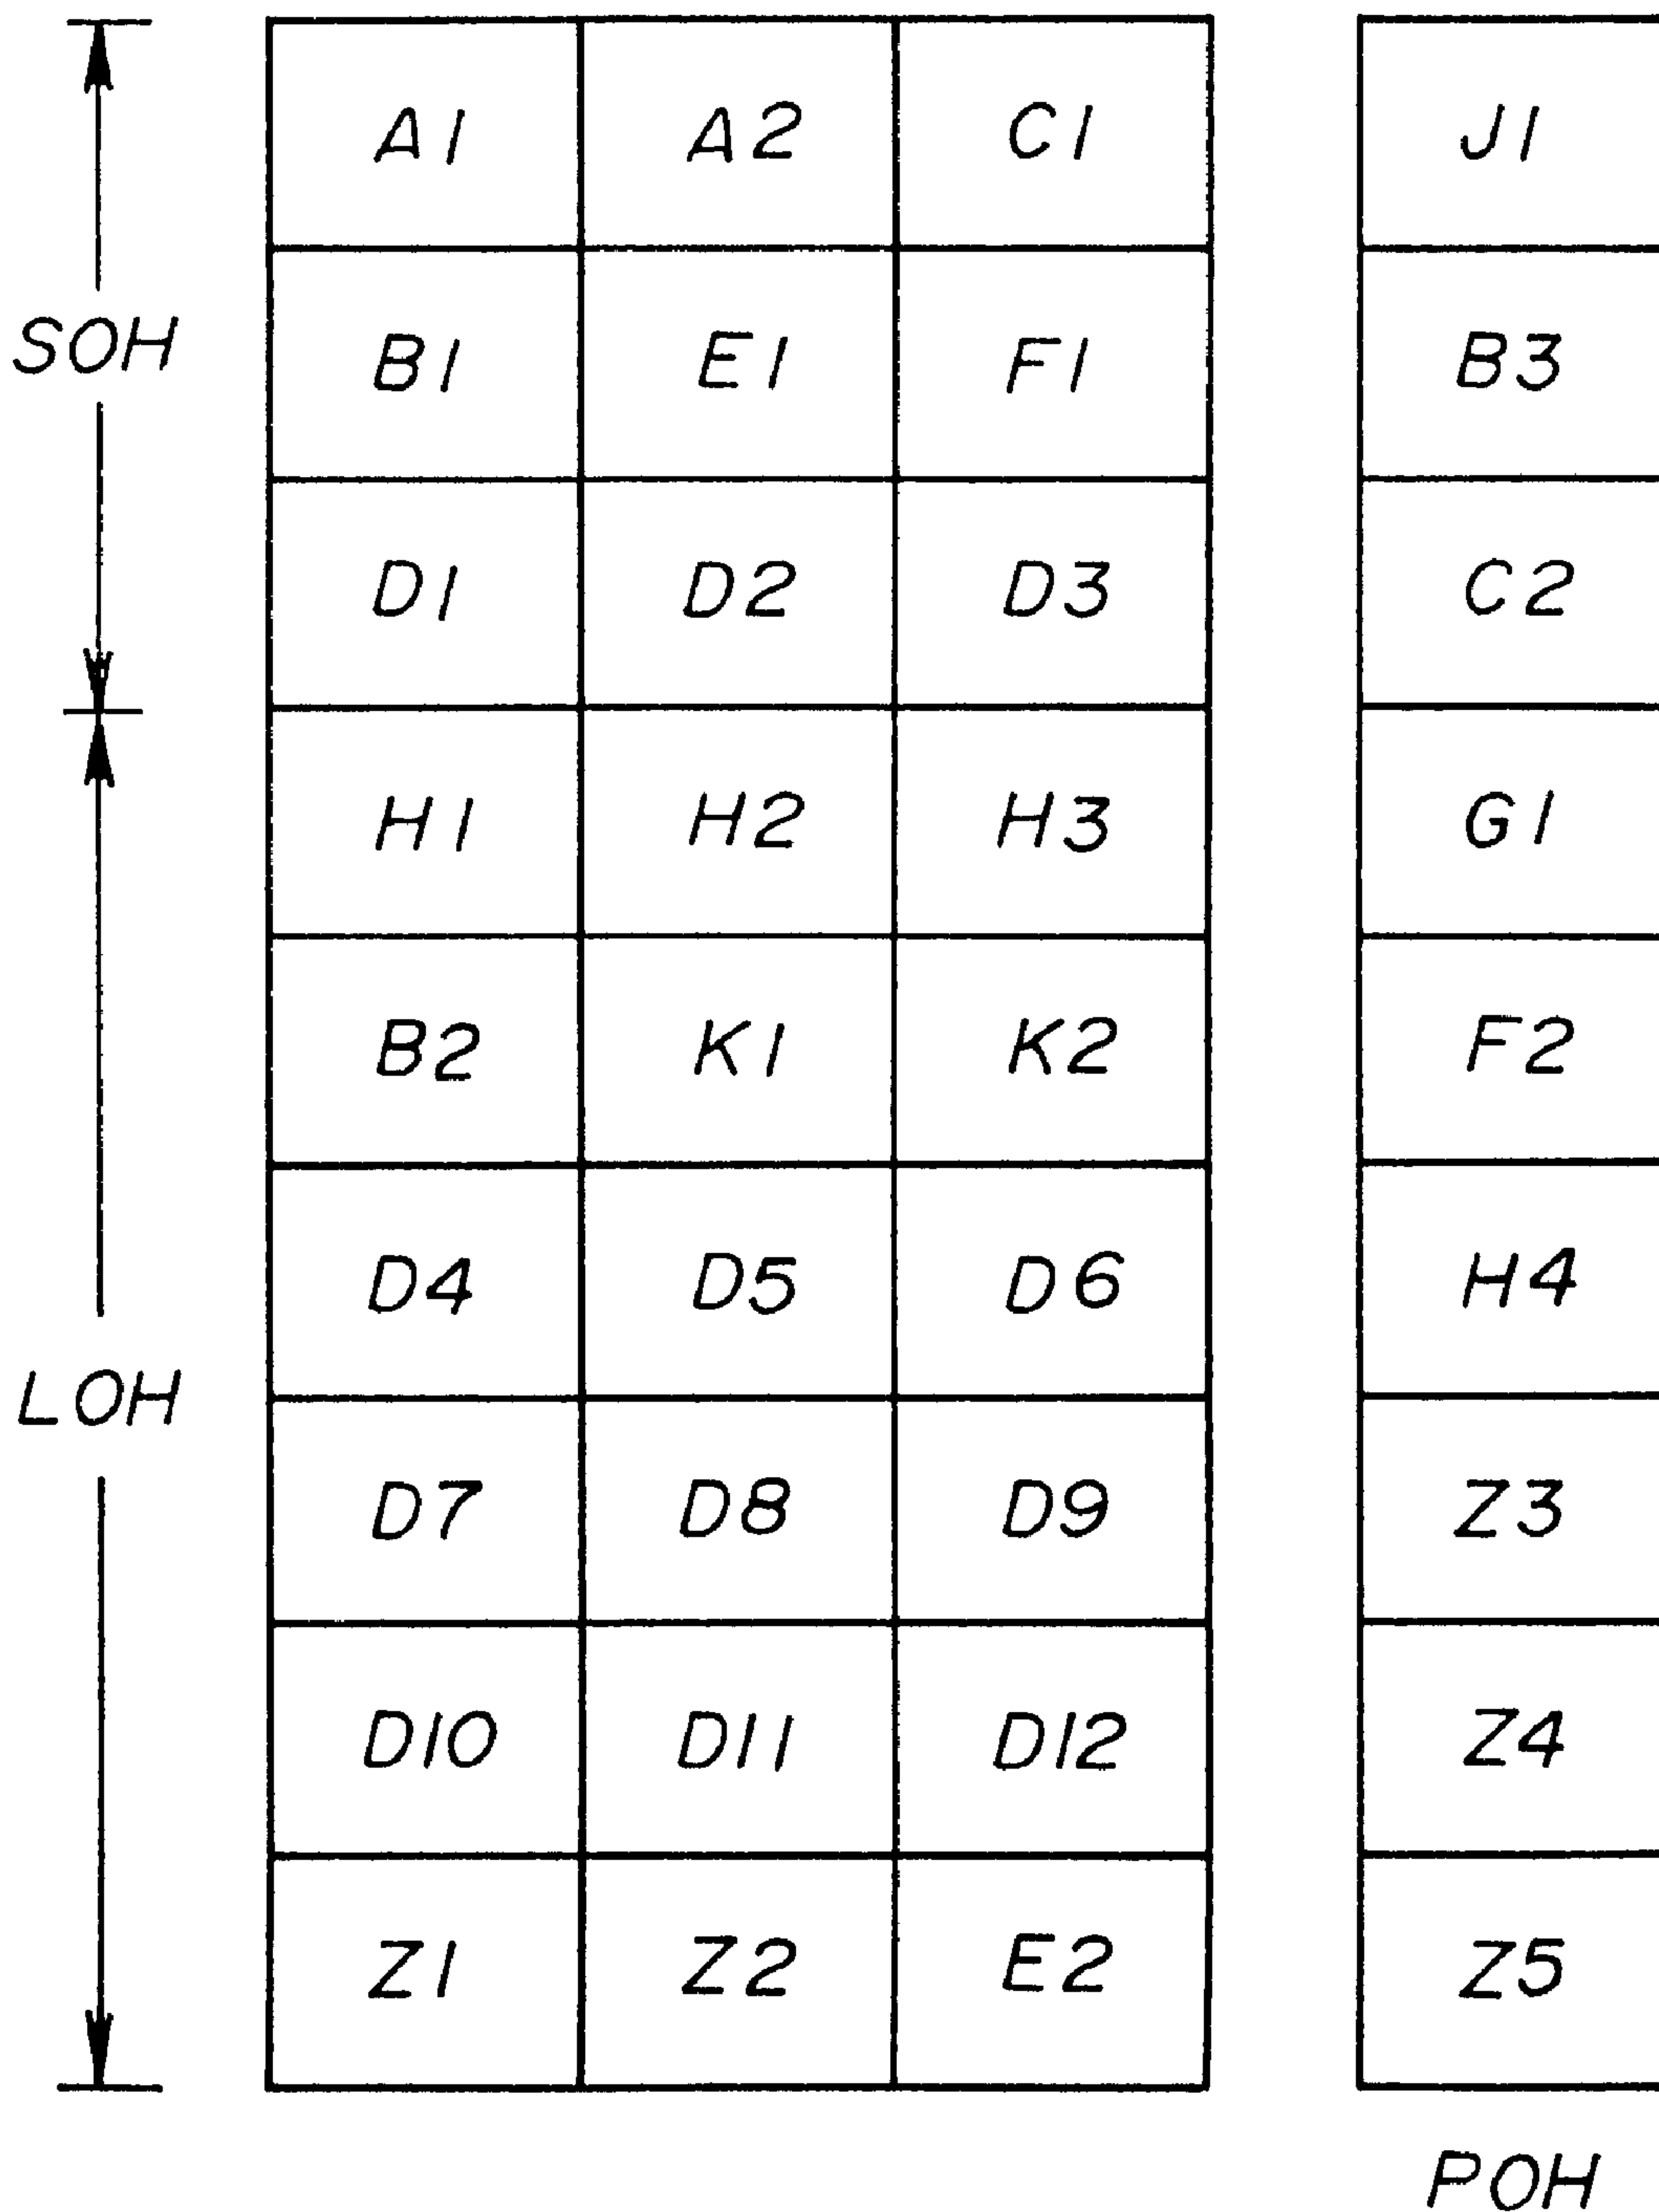 A1 A2 C1 J1
SOH B1 E1 F1 B3
D1 D2 D3 C2
H1 H2 H3 G1
B2 K1 K2 F2
D4 D5 D6 H4
LOH
D7 D8 D9 Z3
D10 D11 D12 Z4
Z1 Z2 E2 Z5
POH